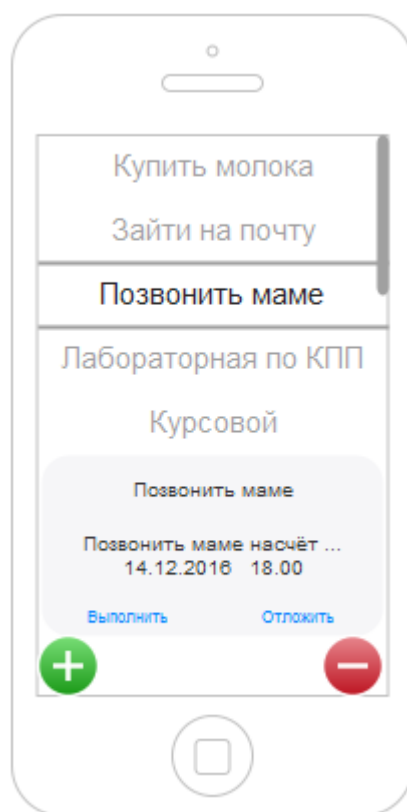 Купить молока
Зайти на почту
Позвонить маме
Лабораторная по КПП
Курсовой
Позвонить маме
Позвонить маме насчёт ...
14.12.2016 18.00
Выполнить Отложить